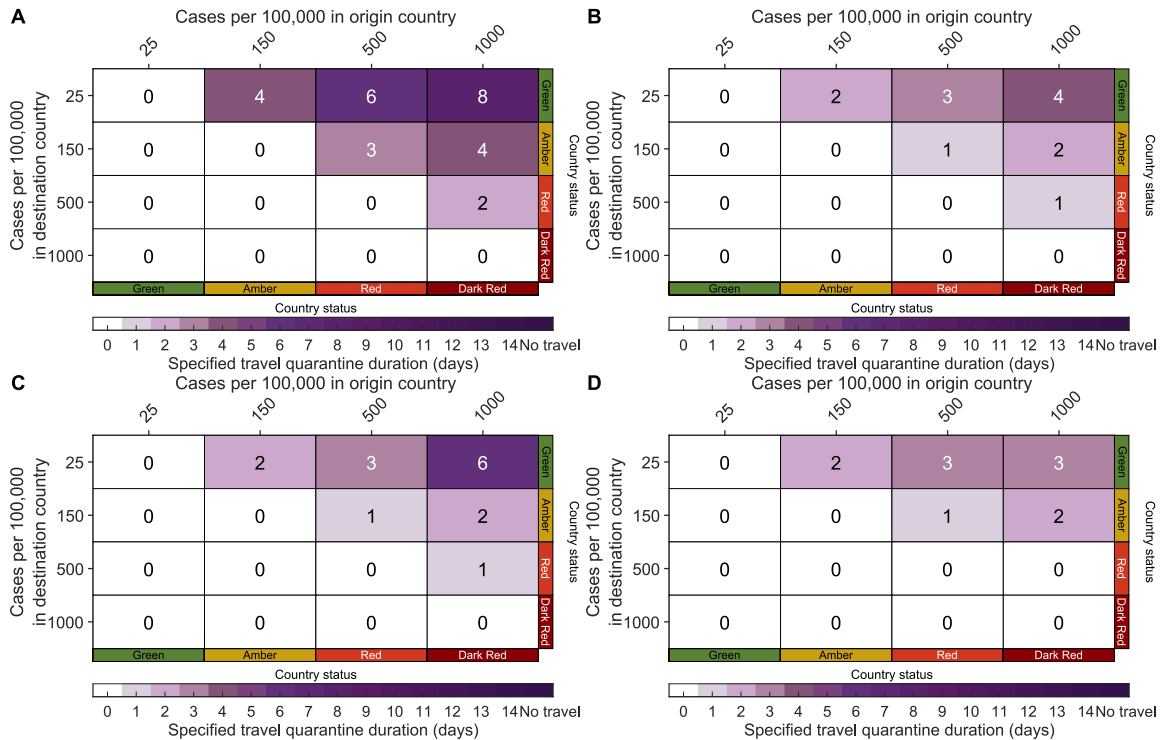 A
Cases per 100,000 in origin country
25 150 500 1000
Cases per 100,000
in destination country
25 0 4 6 8 Green
150 0 0 3 4 Amber
500 0 0 0 2 Red
1000 0 0 0 0 Dark Red
Country status
Green Amber Red Dark Red
Country status
0 1 2 3 4 5 6 7 8 9 10 11 12 13 14 No travel
Specified travel quarantine duration (days)
B
Cases per 100,000 in origin country
25 150 500 1000
Cases per 100,000
in destination country
25 0 2 3 4 Green
150 0 0 1 2 Amber
500 0 0 0 1 Red
1000 0 0 0 0 Dark Red
Country status
Green Amber Red Dark Red
Country status
0 1 2 3 4 5 6 7 8 9 10 11 12 13 14 No travel
Specified travel quarantine duration (days)
C
Cases per 100,000 in origin country
25 150 500 1000
Cases per 100,000
in destination country
25 0 2 3 6 Green
150 0 0 1 2 Amber
500 0 0 0 1 Red
1000 0 0 0 0 Dark Red
Country status
Green Amber Red Dark Red
Country status
0 1 2 3 4 5 6 7 8 9 10 11 12 13 14 No travel
Specified travel quarantine duration (days)
D
Cases per 100,000 in origin country
25 150 500 1000
Cases per 100,000
in destination country
25 0 2 3 3 Green
150 0 0 1 2 Amber
500 0 0 0 0 Red
1000 0 0 0 0 Dark Red
Country status
Green Amber Red Dark Red
Country status
0 1 2 3 4 5 6 7 8 9 10 11 12 13 14 No travel
Specified travel quarantine duration (days)